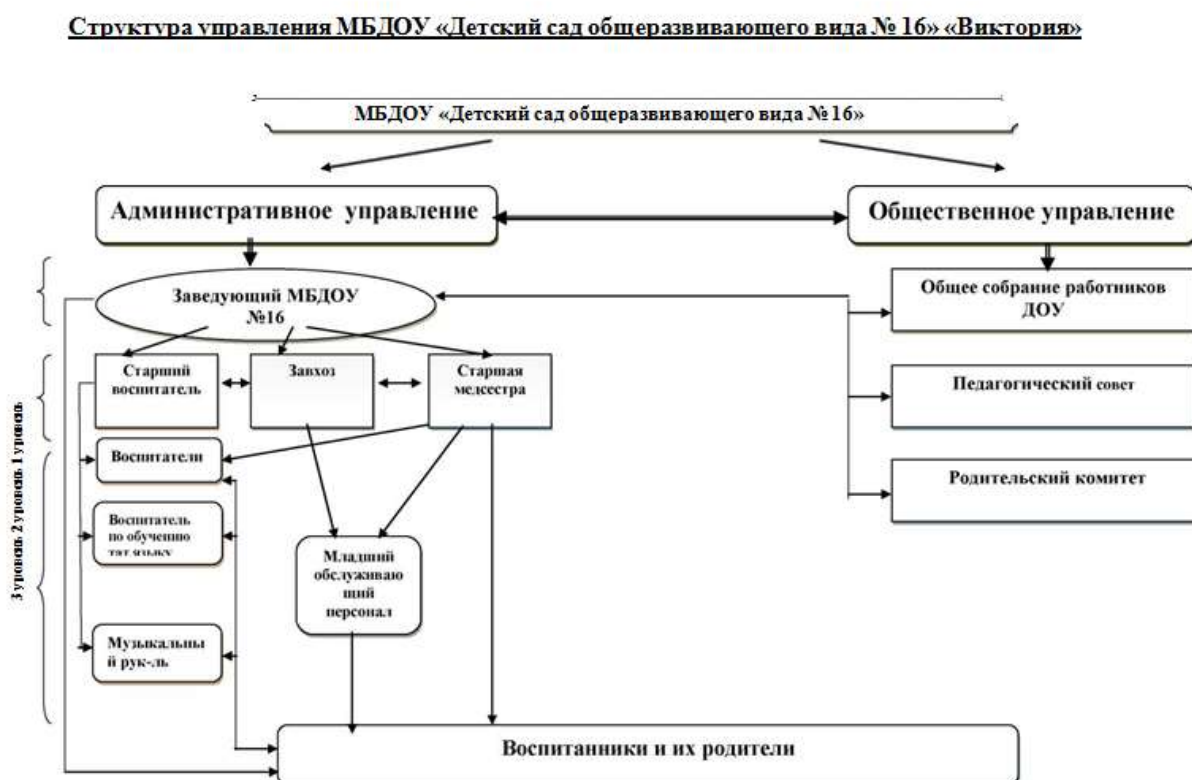 Структура управления МБДОУ «Детский сад общеразвивающего вида № 16» «Виктория»
МБДОУ «Детский сад общеразвивающего вида № 16»
Административное управление
Общественное управление
Заведующий МБДОУ
№16
Общее собрание работников
ДОУ
Старший
воспитатель
Завхоз
Старшая
медсестра
Педагогический совет
Воспитатели
Родительский комитет
Воспитатель
по обучению
тат языку
Младший
обслуживаю
щий
персонал
Музыкальны
й рук-ль
3 уровень 2 уровень 1 уровень
Воспитанники и их родители